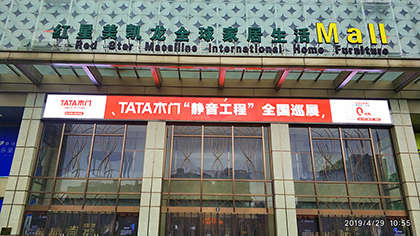 红星美凯龙全球家居生活Mall
Red Star Macalline International Home Furniture
TATA木门
、TATA木门“静音工程”全国巡展,
2019/4/29 10:55